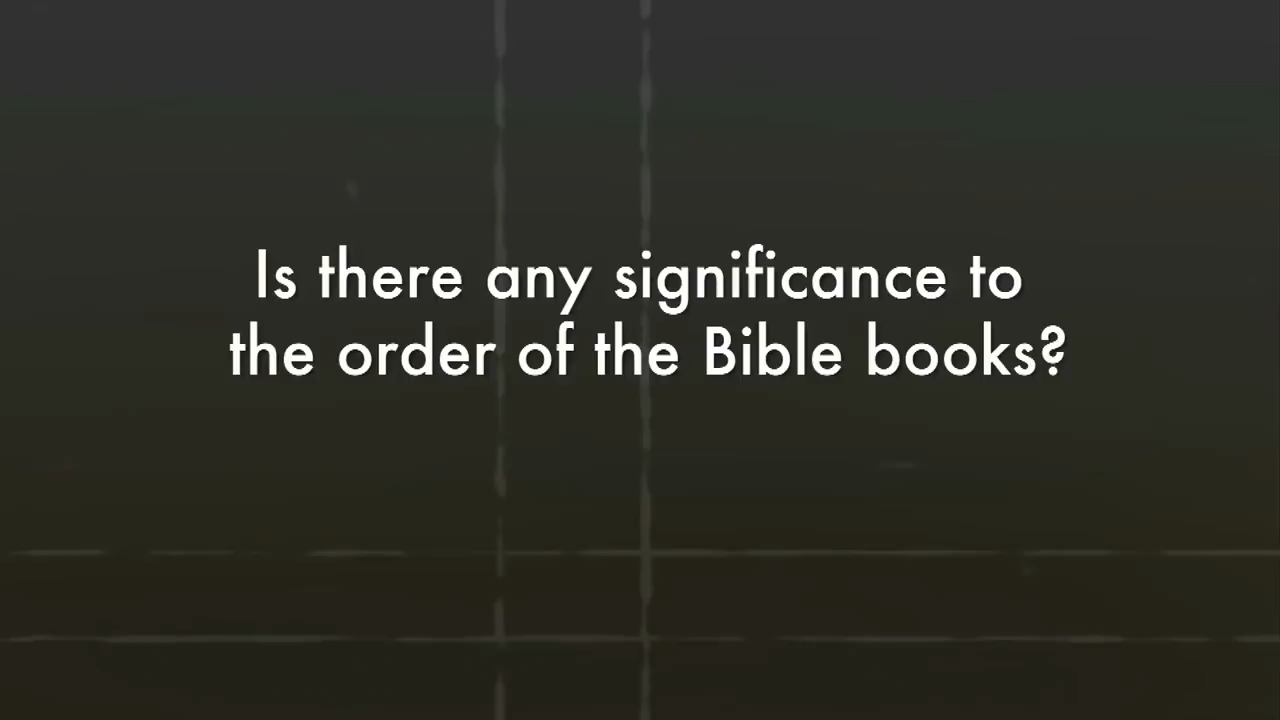 Is there any significance to
the order of the Bible books?